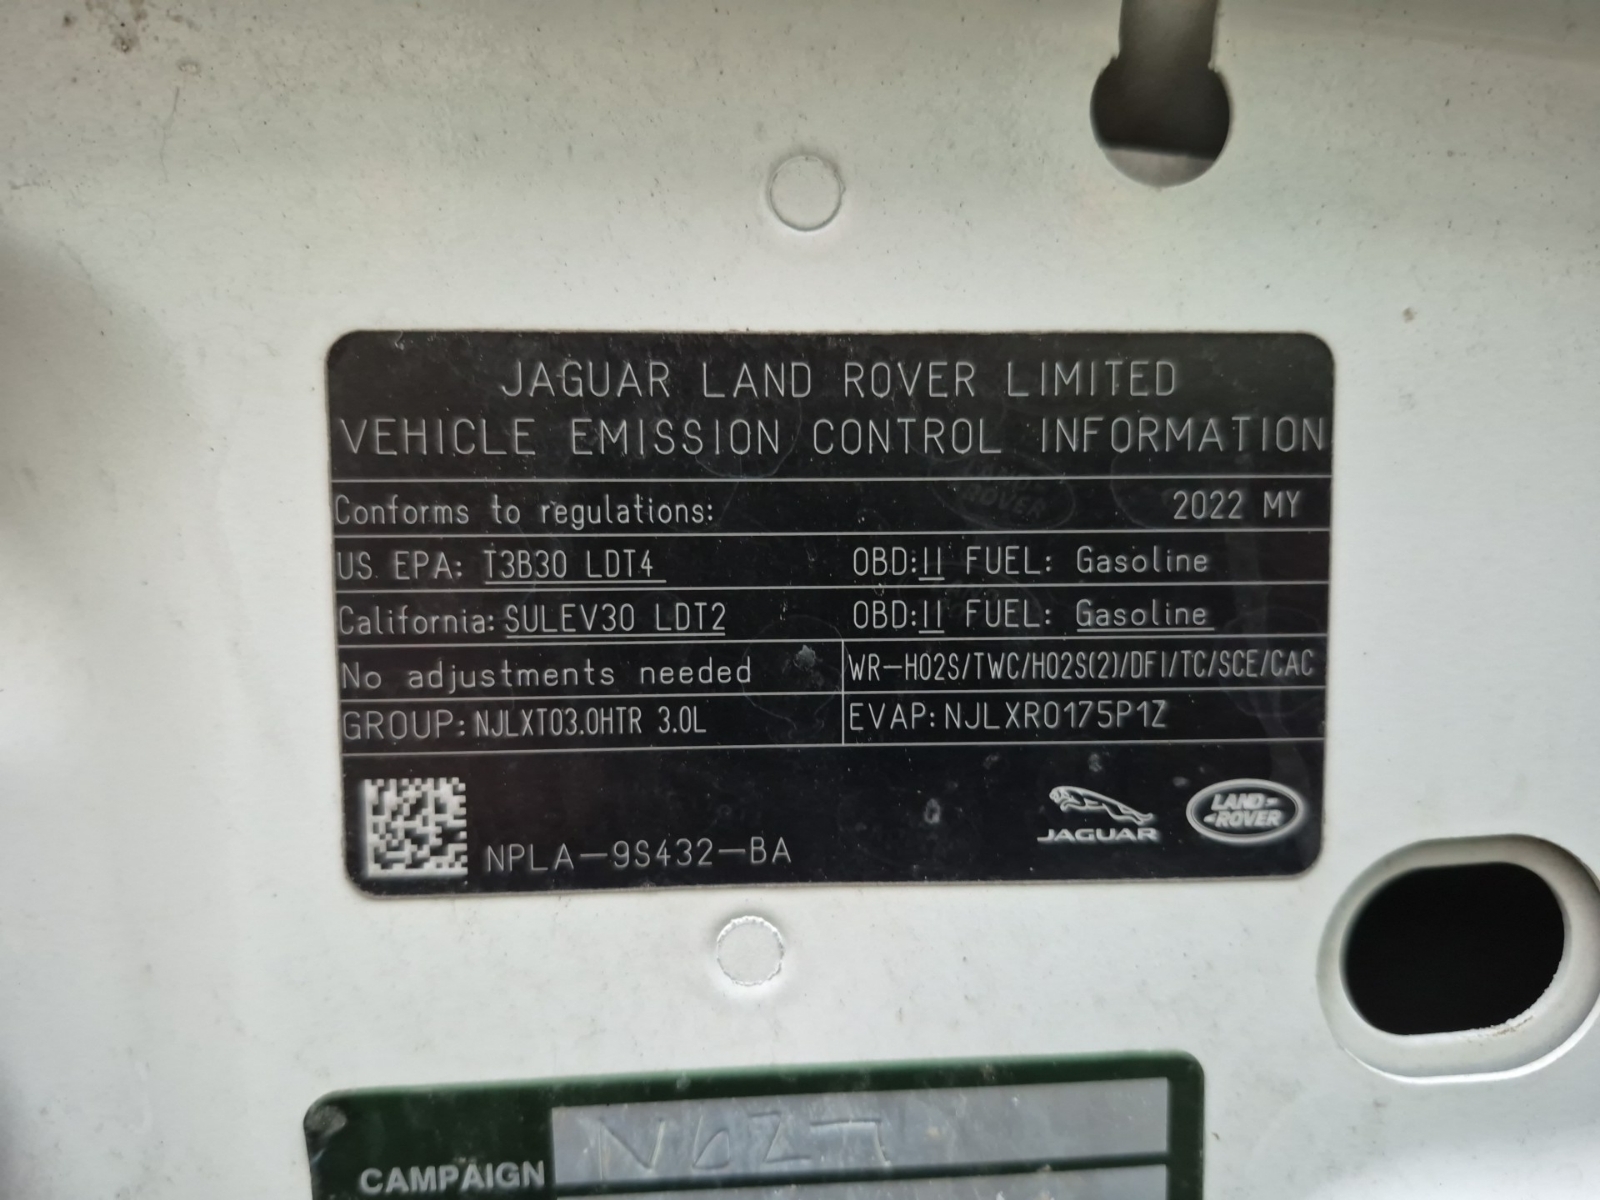 JAGUAR LAND ROVER LIMITED
VEHICLE EMISSION CONTROL INFORMATION
Conforms to regulations: 2022 MY
US EPA: T3B30 LDT4 OBD:II FUEL: Gasoline
California: SULEV30 LDT2 OBD:II FUEL: Gasoline
No adjustments needed WR-HO2S/TWC/HO2S(2)/DFI/TC/SCE/CAC
GROUP: NJLXT03.0HTR 3.0L EVAP: NJLXR0175P1Z
NPLA-9S432-BA
JAGUAR
LAND ROVER
CAMPAIGN